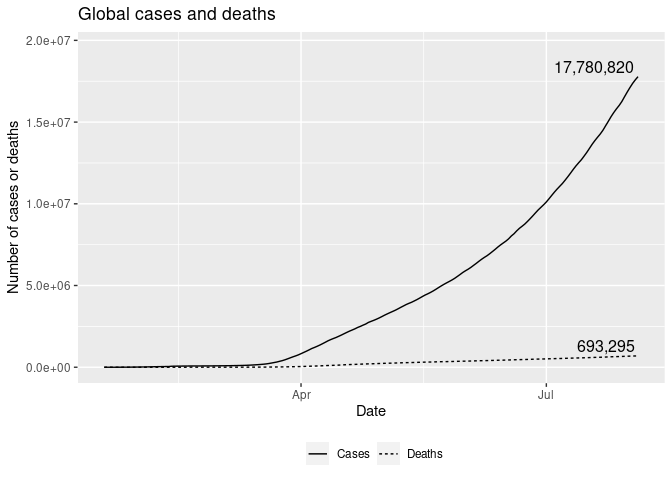 Global cases and deaths
2.0e+07
17,780,820
1.5e+07
1.0e+07
5.0e+06
693,295
0.0e+00
Number of cases or deaths
Apr
Jul
Date
Cases
Deaths